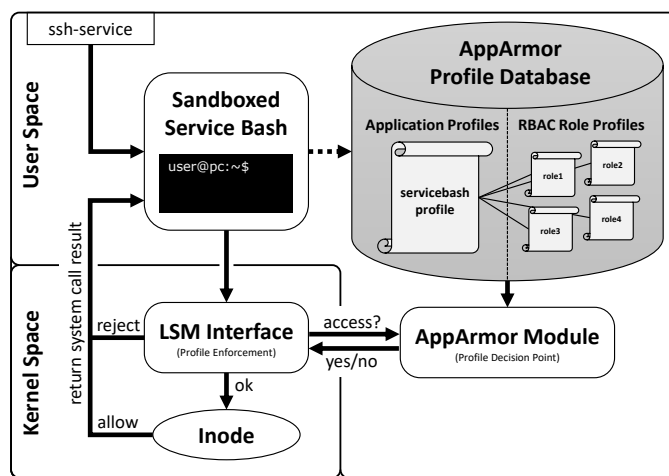 ssh-service
AppArmor
Profile Database
Sandboxed
Service Bash
user@pc:~$
Application Profiles
RBAC Role Profiles
servicebash
profile
role1
role2
role3
role4
User Space
return system call result
Kernel Space
reject
LSM Interface
(Profile Enforcement)
access?
yes/no
AppArmor Module
(Profile Decision Point)
ok
allow
Inode